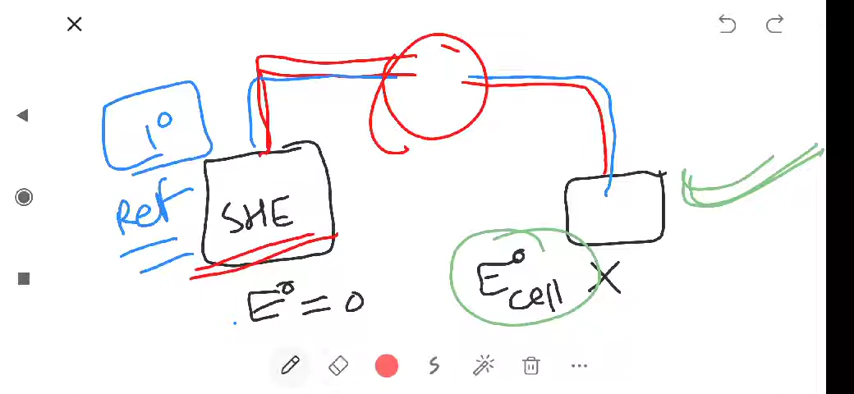 1°
Ref
SHE
E° = 0
E°cell X